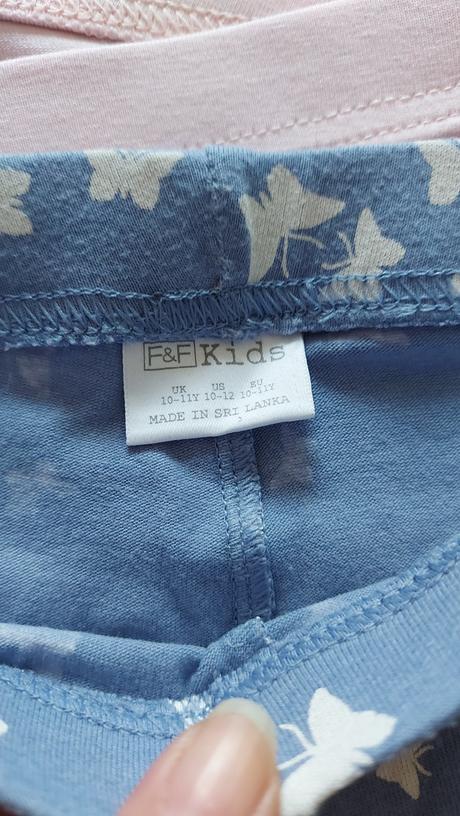 F&F Kids
UK US EU
10-11Y 10-12 10-11Y
MADE IN SRI LANKA